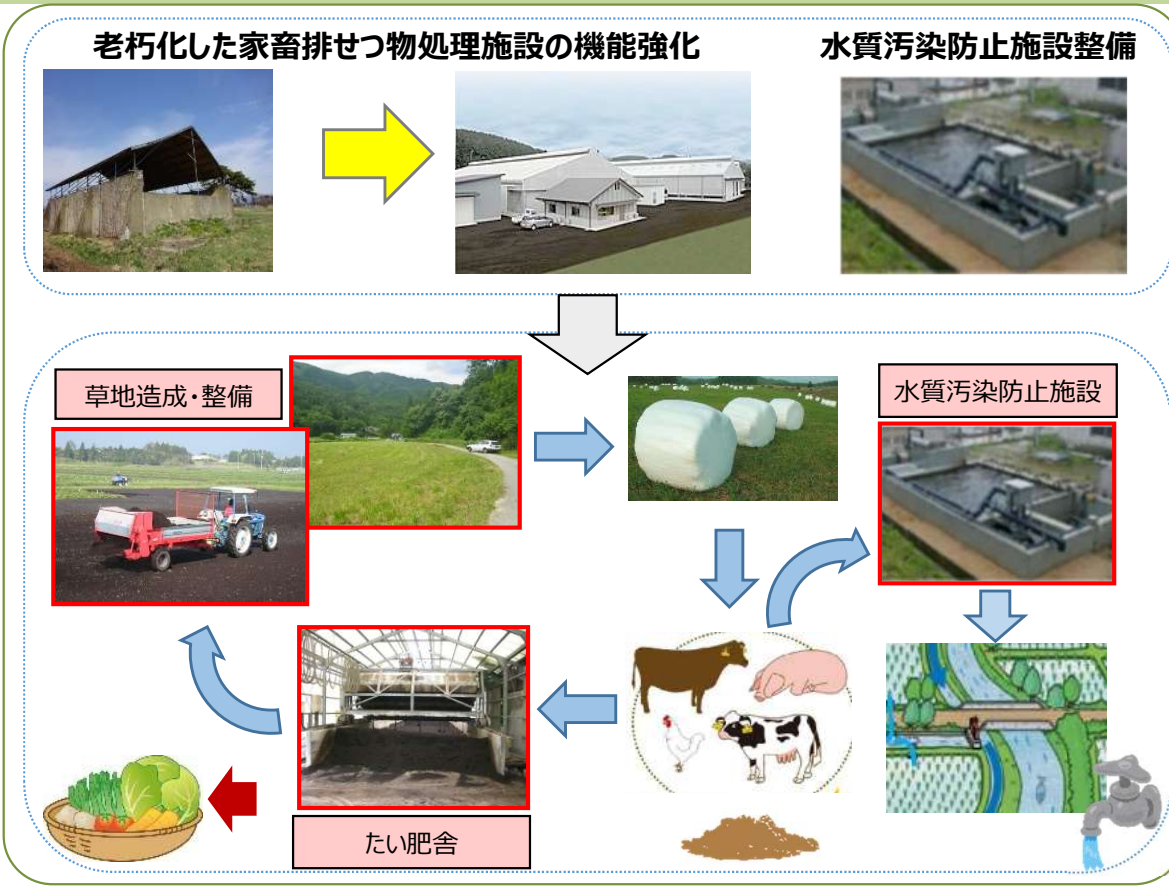 老朽化した家畜排せつ物処理施設の機能強化
水質汚染防止施設整備
草地造成・整備
水質汚染防止施設
たい肥舎